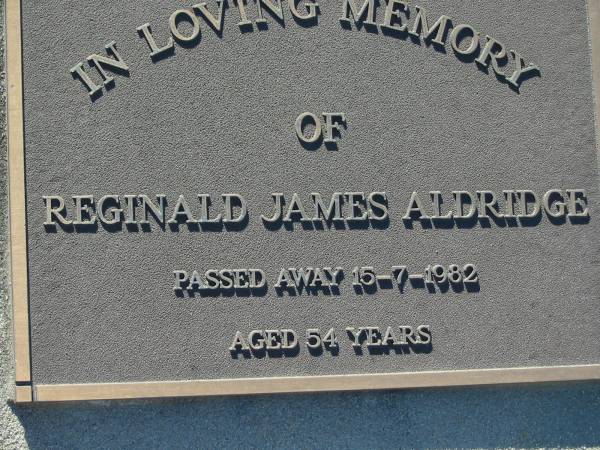 IN LOVING MEMORY
OF
REGINALD JAMES ALDRIDGE
PASSED AWAY 15-7-1982
AGED 54 YEARS